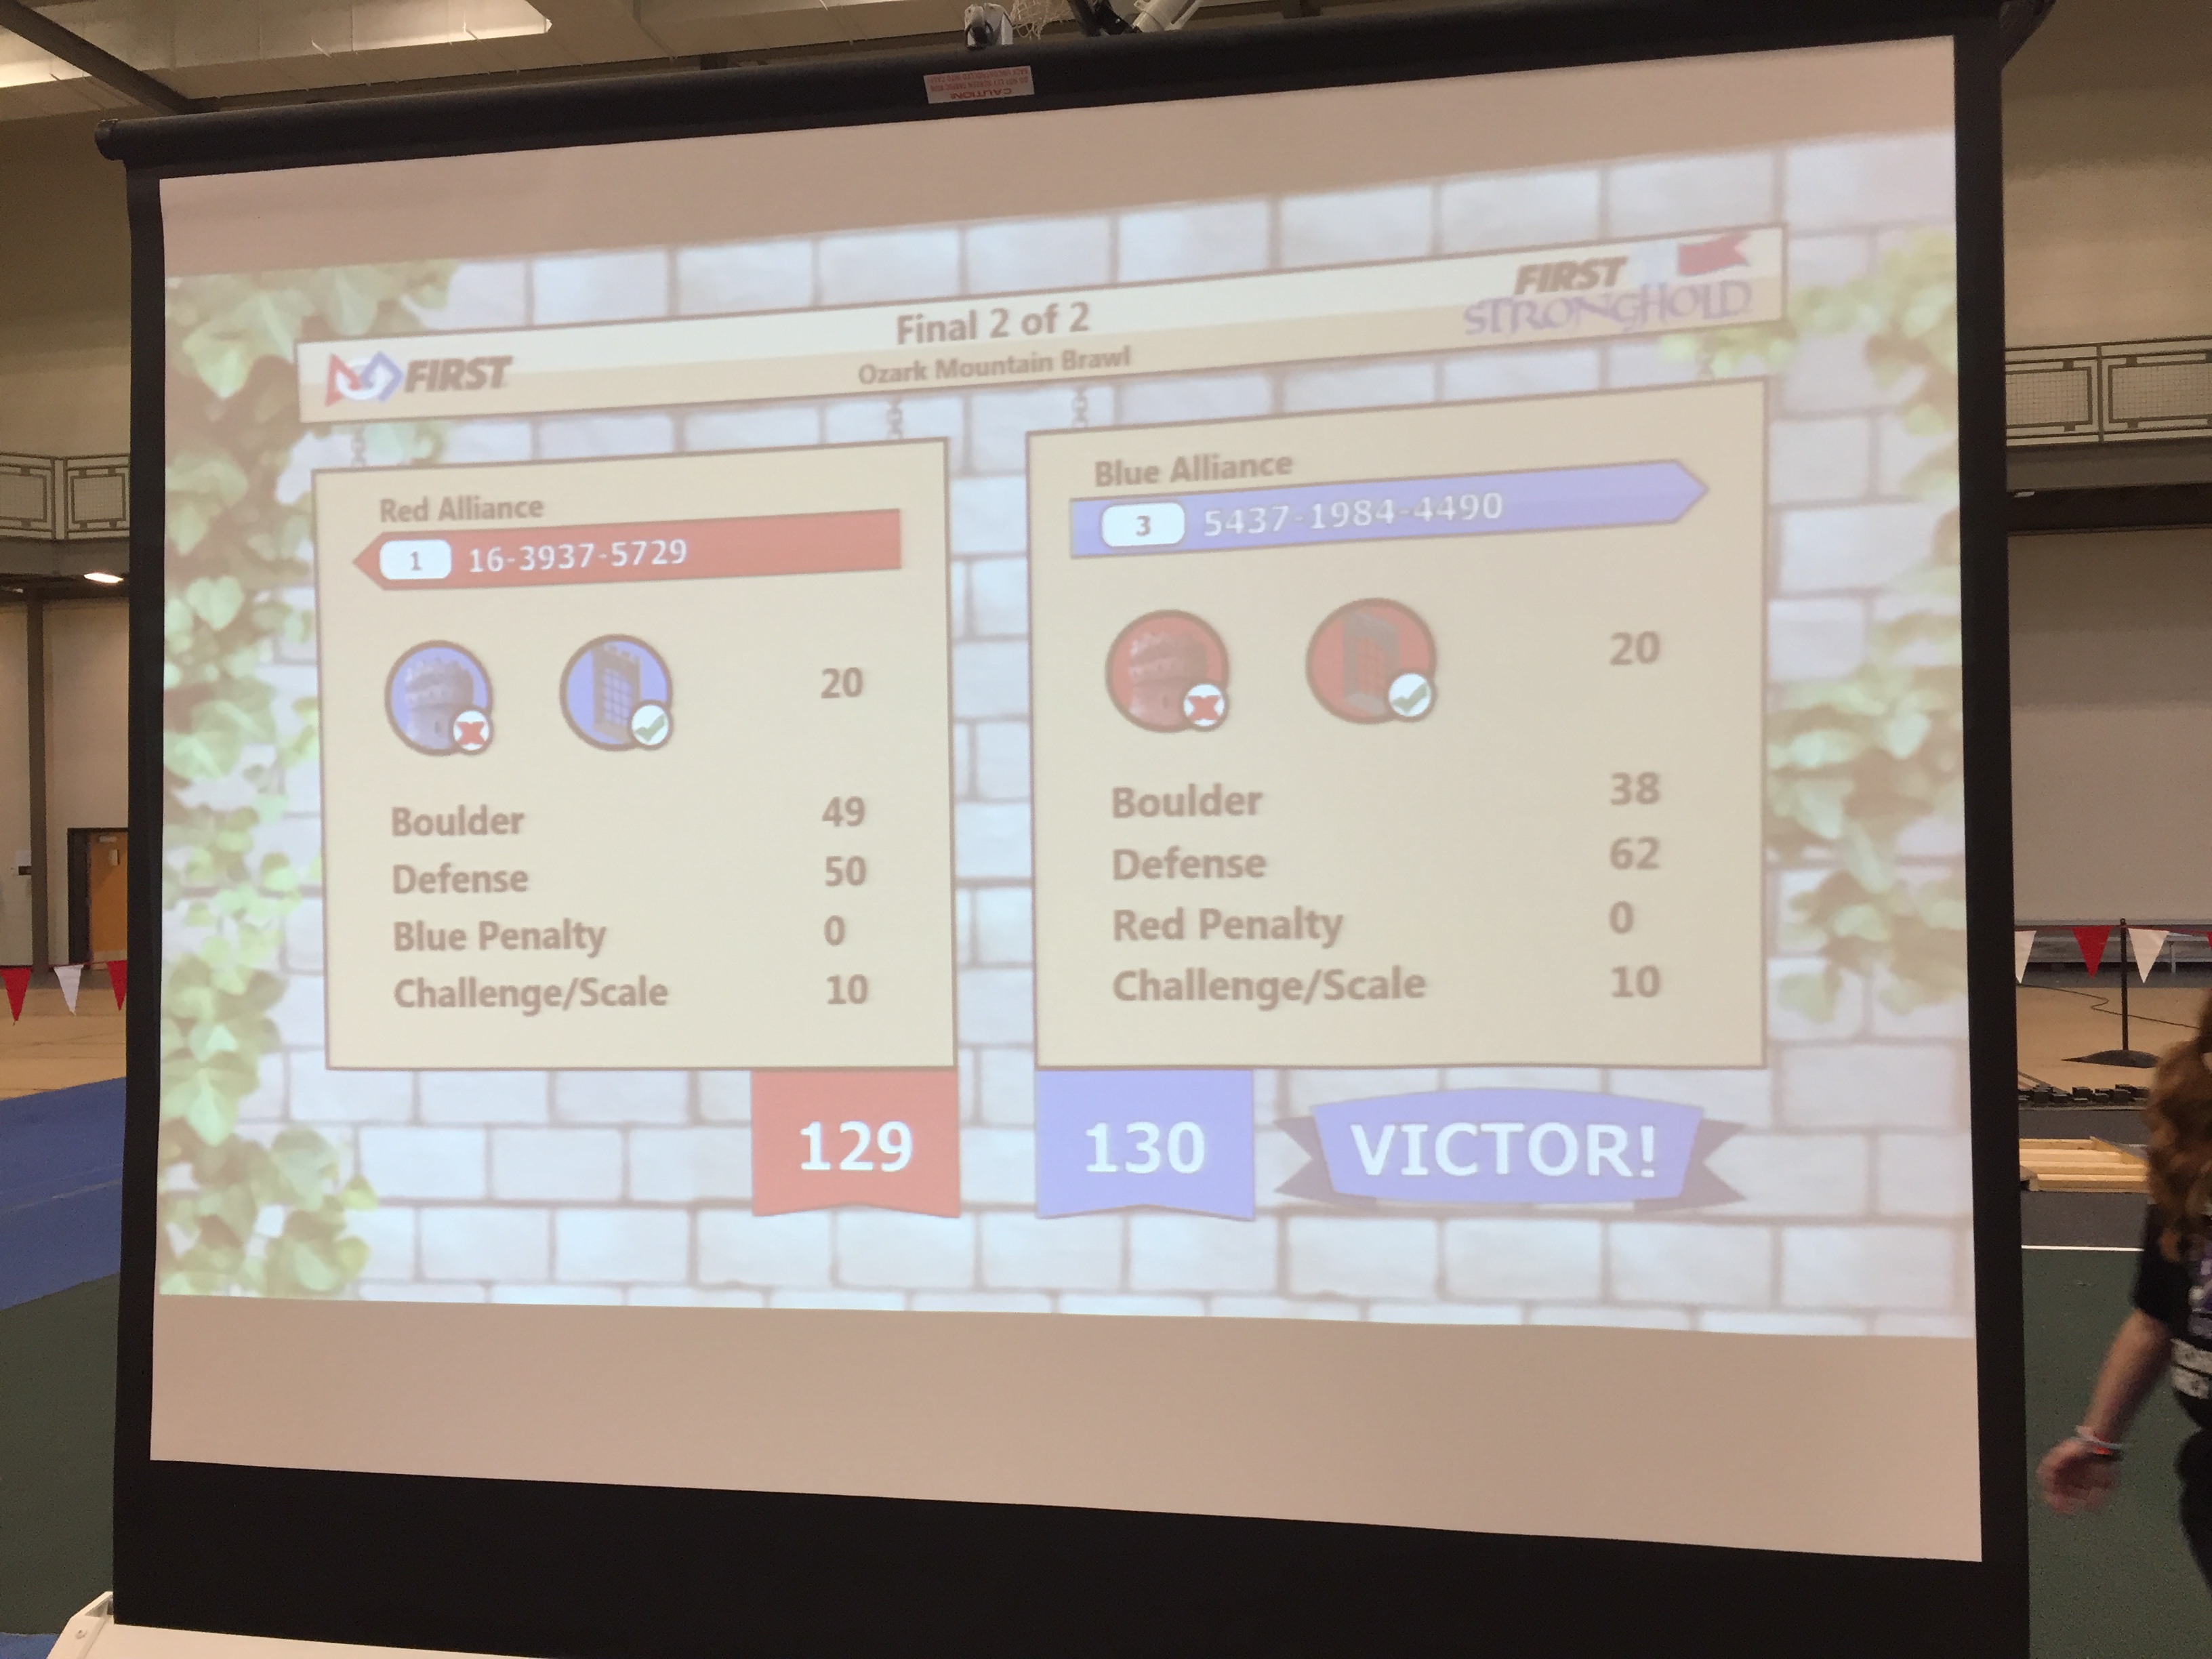 CAUTION!
FIRST
Final 2 of 2
Ozark Mountain Brawl
FIRST
STRONGHOLD
Red Alliance
1 16-3937-5729
20
Boulder 49
Defense 50
Blue Penalty 0
Challenge/Scale 10
129
Blue Alliance
3 5437-1984-4490
20
Boulder 38
Defense 62
Red Penalty 0
Challenge/Scale 10
130 VICTOR!